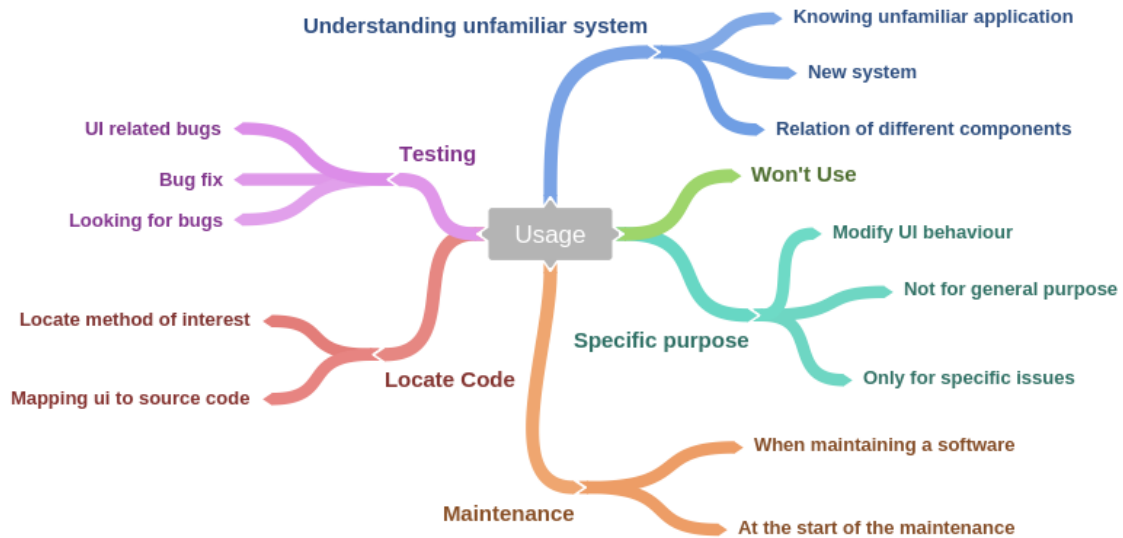 Understanding unfamiliar system
Knowing unfamiliar application
New system
Relation of different components
UI related bugs
Testing
Bug fix
Looking for bugs
Won't Use
Usage
Modify UI behaviour
Not for general purpose
Specific purpose
Only for specific issues
Locate method of interest
Locate Code
Mapping ui to source code
When maintaining a software
Maintenance
At the start of the maintenance